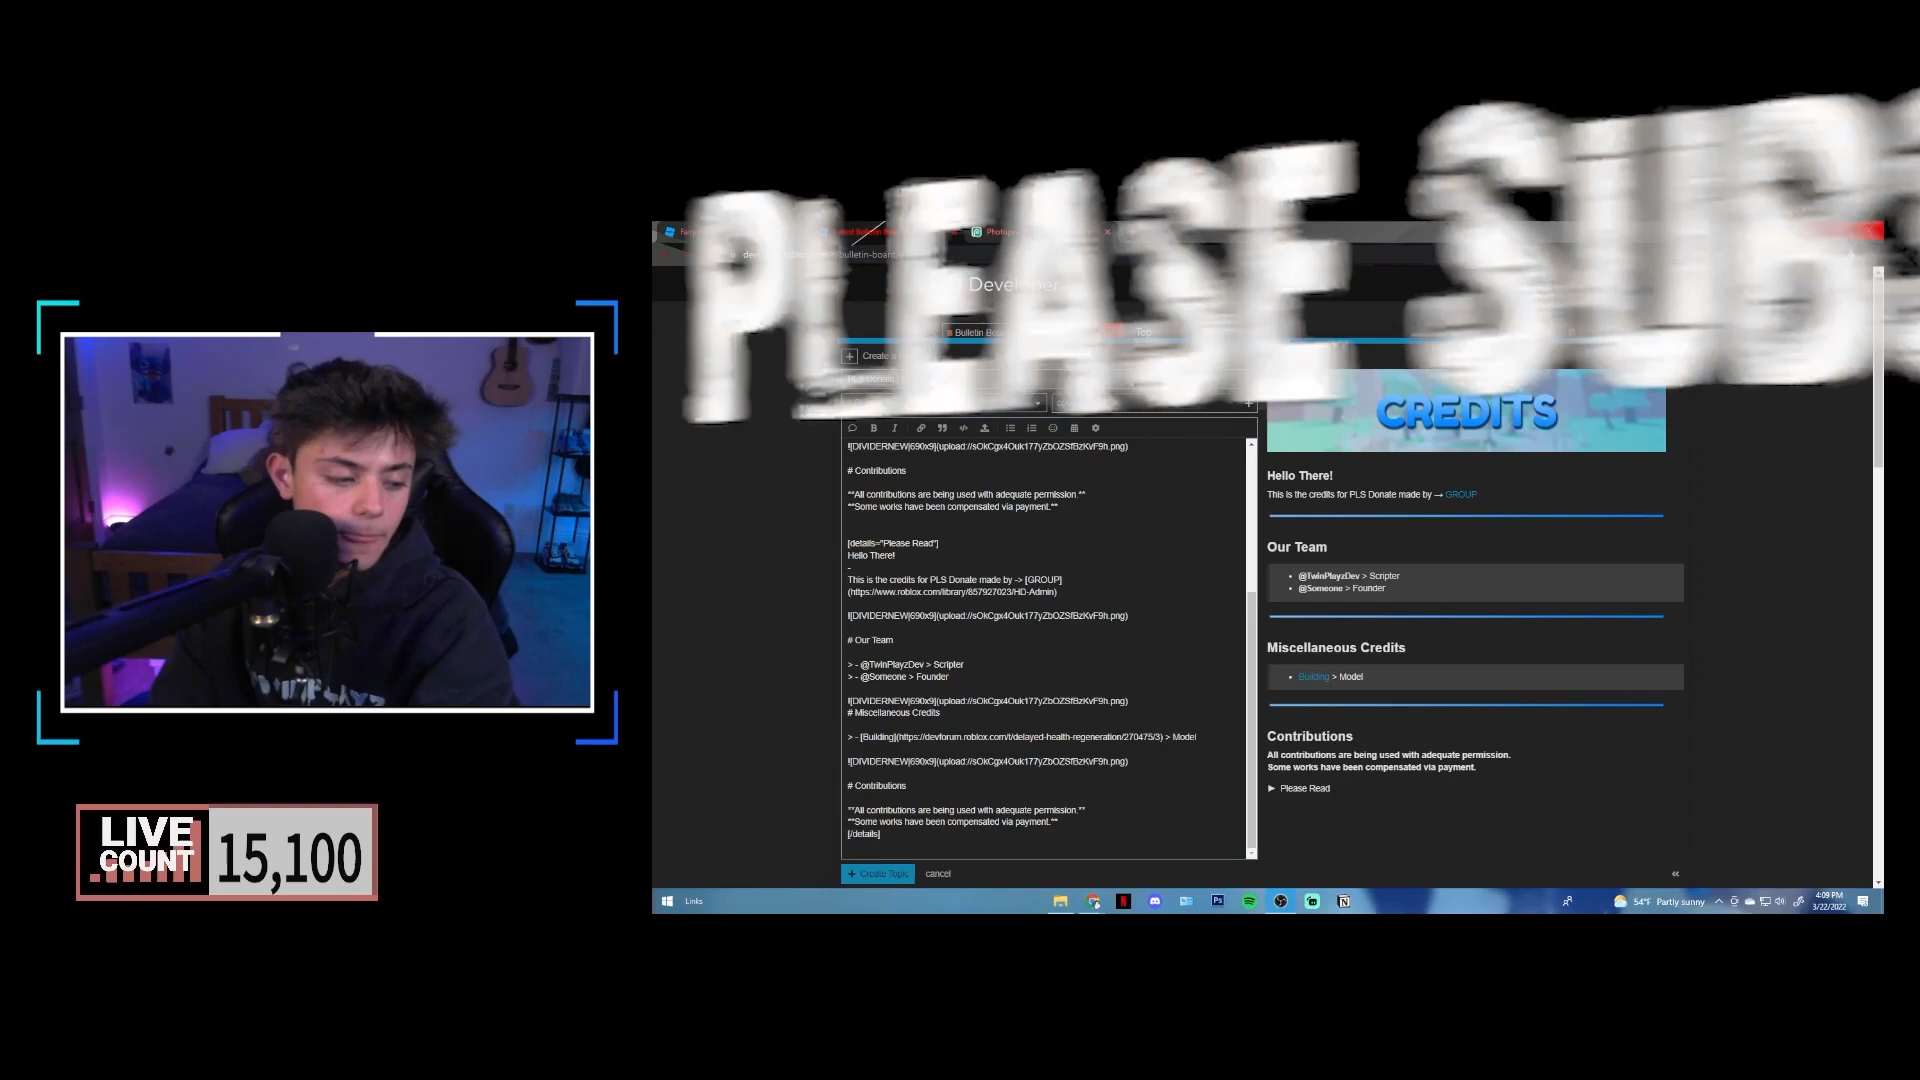 PLEASE SUBS
Developer
Bulletin
Top
Create a
PLS Donate
![DIVIDERNEW|690x9](upload://sOkCgx4Ouk177yZbOZSfBzKvF9h.png)
# Contributions
**All contributions are being used with adequate permission.**
**Some works have been compensated via payment.**
[details="Please Read"]
Hello There!
-
This is the credits for PLS Donate made by -> [GROUP]
(https://www.roblox.com/library/857927023/HD-Admin)
![DIVIDERNEW|690x9](upload://sOkCgx4Ouk177yZbOZSfBzKvF9h.png)
# Our Team
> - @TwinPlayzDev > Scripter
> - @Someone > Founder
![DIVIDERNEW|690x9](upload://sOkCgx4Ouk177yZbOZSfBzKvF9h.png)
# Miscellaneous Credits
> - [Building](https://devforum.roblox.com/t/delayed-health-regeneration/270475/3) > Model
![DIVIDERNEW|690x9](upload://sOkCgx4Ouk177yZbOZSfBzKvF9h.png)
# Contributions
**All contributions are being used with adequate permission.**
**Some works have been compensated via payment.**
[/details]
+ Create Topic cancel
CREDITS
Hello There!
This is the credits for PLS Donate made by → GROUP
Our Team
• @TwinPlayzDev > Scripter
• @Someone > Founder
Miscellaneous Credits
• Building > Model
Contributions
All contributions are being used with adequate permission.
Some works have been compensated via payment.
▶ Please Read
LIVE
COUNT
15,100
Links
54°F Partly sunny
4:09 PM
3/22/2022